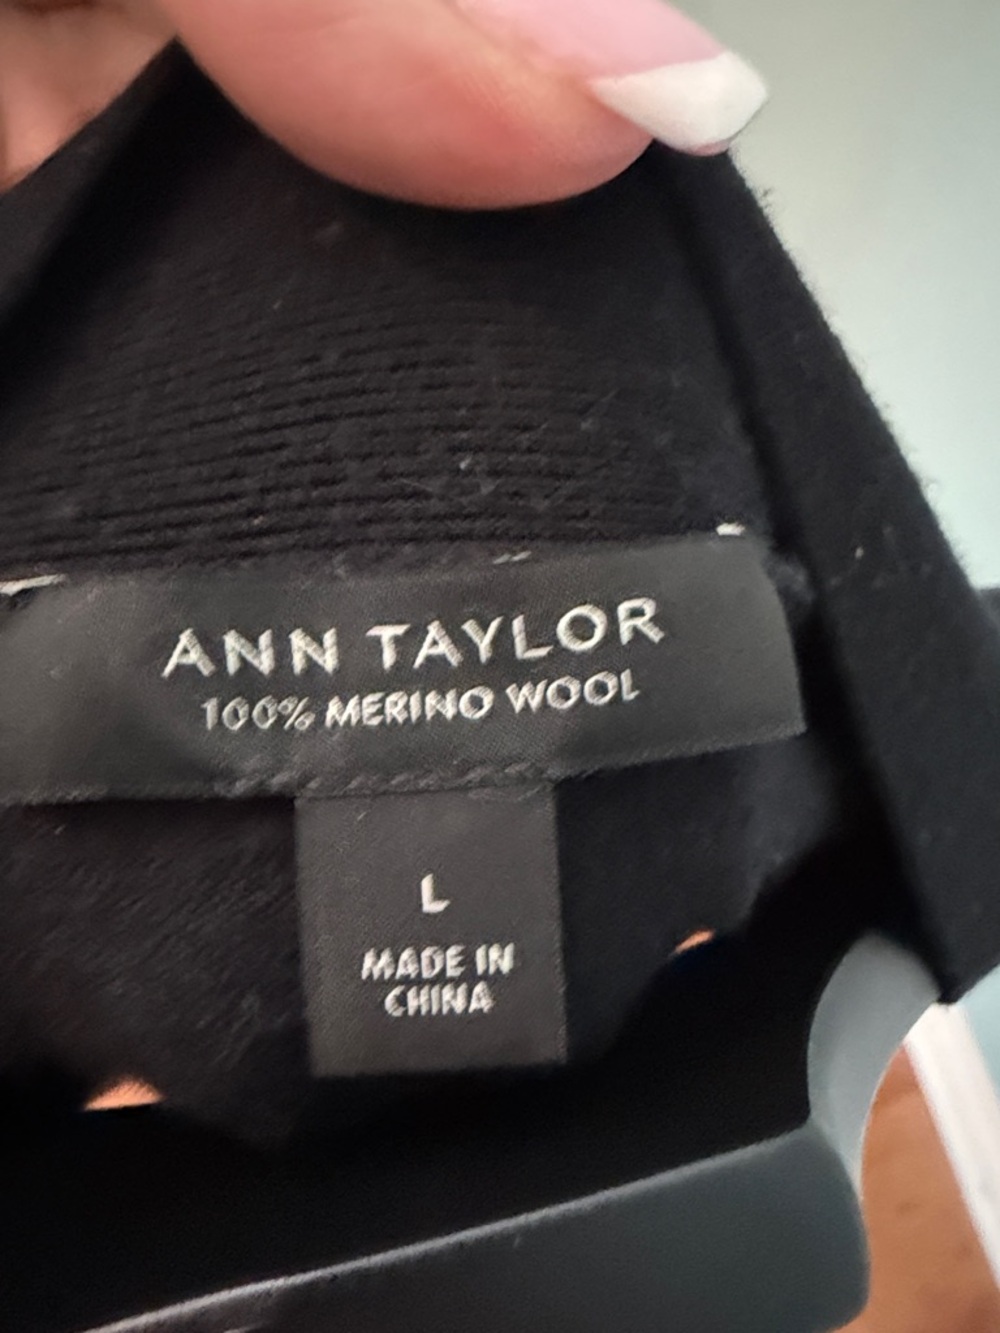 ANN TAYLOR
100% MERINO WOOL
L
MADE IN
CHINA